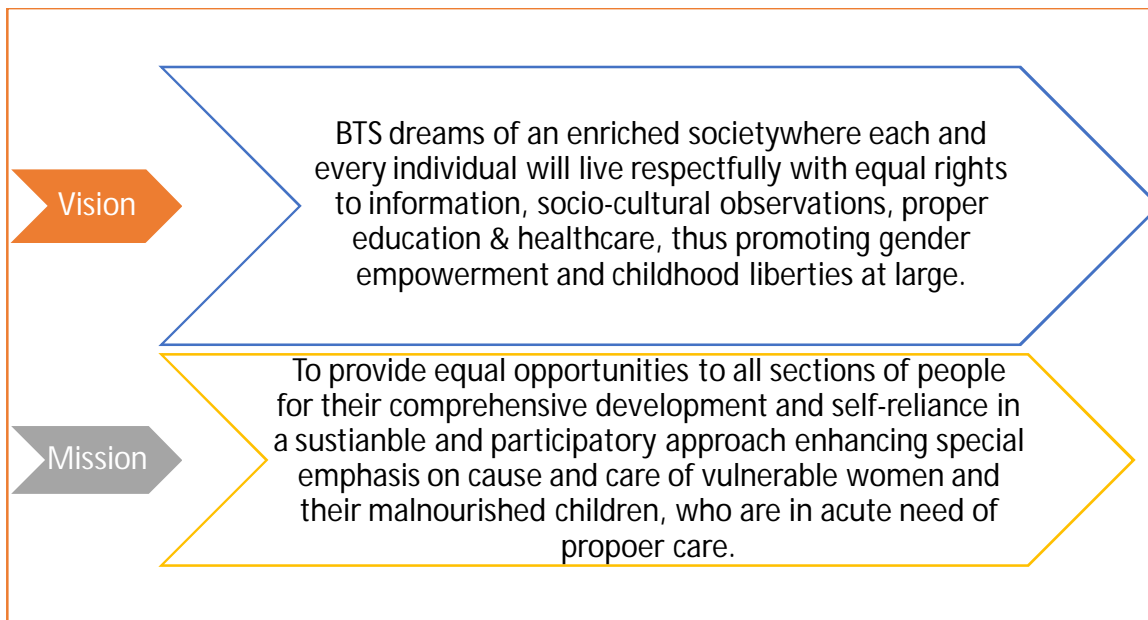 Vision
BTS dreams of an enriched societywhere each and
every individual will live respectfully with equal rights
to information, socio-cultural observations, proper
education & healthcare, thus promoting gender
empowerment and childhood liberties at large.
Mission
To provide equal opportunities to all sections of people
for their comprehensive development and self-reliance in
a sustianble and participatory approach enhancing special
emphasis on cause and care of vulnerable women and
their malnourished children, who are in acute need of
propoer care.